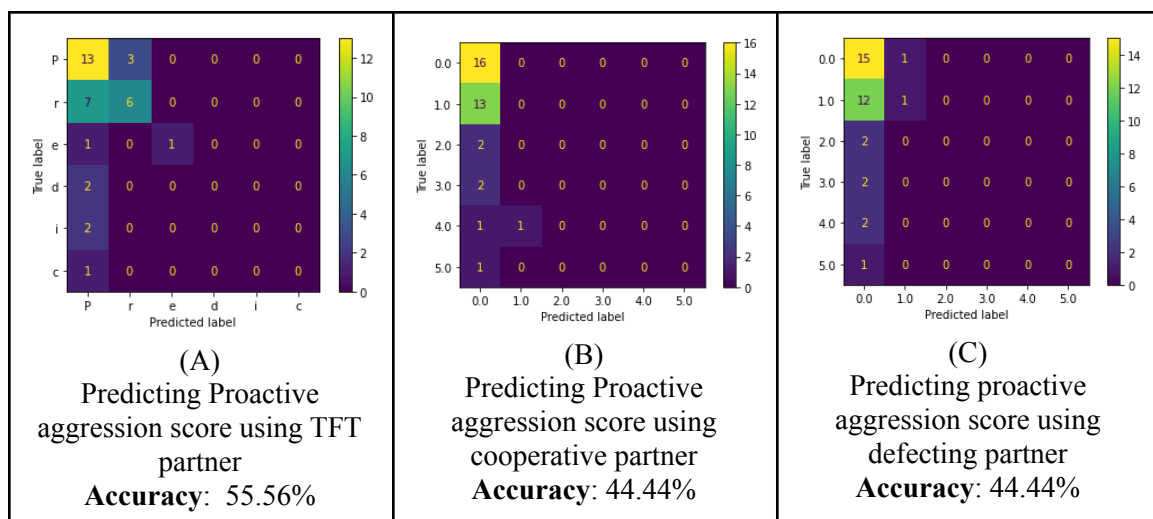 P 13 3 0 0 0 0
r 7 6 0 0 0 0
e 1 0 1 0 0 0
d 2 0 0 0 0 0
i 2 0 0 0 0 0
c 1 0 0 0 0 0
P r e d i c
True label
Predicted label
12
10
8
6
4
2
0
(A)
Predicting Proactive
aggression score using TFT
partner
Accuracy: 55.56%
0.0 16 0 0 0 0 0
1.0 13 0 0 0 0 0
2.0 2 0 0 0 0 0
3.0 2 0 0 0 0 0
4.0 1 1 0 0 0 0
5.0 1 0 0 0 0 0
0.0 1.0 2.0 3.0 4.0 5.0
True label
Predicted label
16
14
12
10
8
6
4
2
0
(B)
Predicting Proactive
aggression score using
cooperative partner
Accuracy: 44.44%
0.0 15 1 0 0 0 0
1.0 12 1 0 0 0 0
2.0 2 0 0 0 0 0
3.0 2 0 0 0 0 0
4.0 2 0 0 0 0 0
5.0 1 0 0 0 0 0
0.0 1.0 2.0 3.0 4.0 5.0
True label
Predicted label
14
12
10
8
6
4
2
0
(C)
Predicting proactive
aggression score using
defecting partner
Accuracy: 44.44%